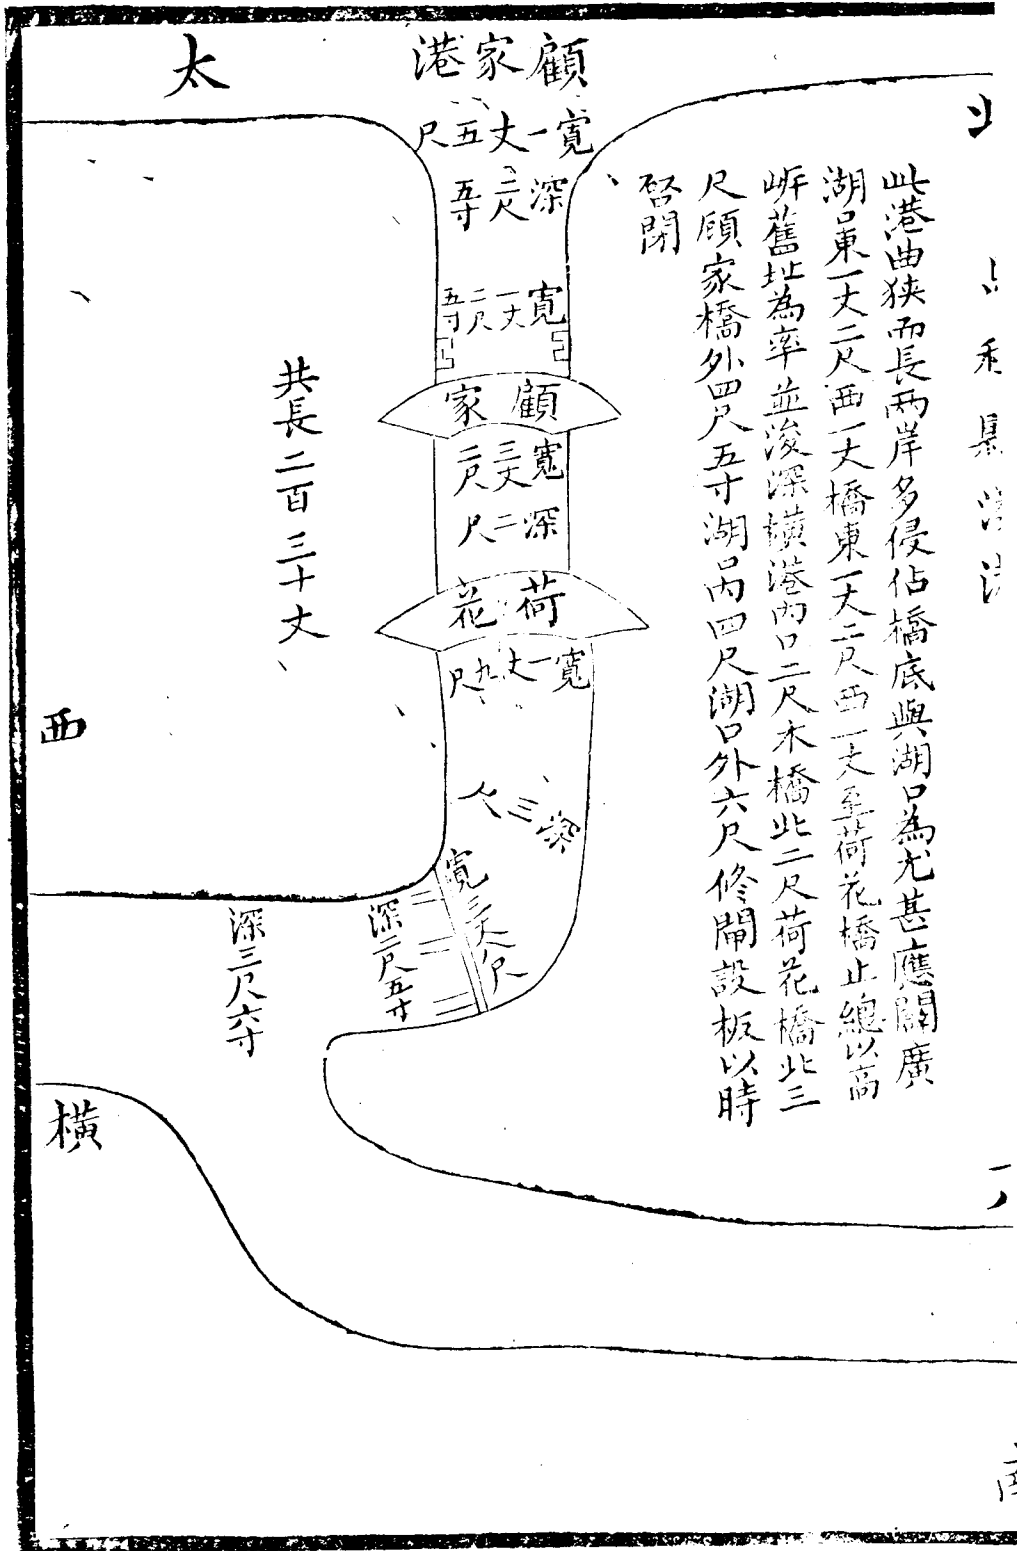 此港曲狭而長兩岸多侵佔橋底與湖口為尤甚應闢廣
湖口東一丈二尺西一丈橋東一丈二尺西一丈至荷花橋止總以高
岍舊址為率並浚深橫港內口二尺木橋北二尺荷花橋北三
尺顧家橋外四尺五寸湖口內四尺湖口外六尺修閘設板以時
啓閉
顧家港
寬一丈五尺
深二尺五寸
寬一丈二尺五寸
顧家
寬三丈二尺
深二尺
荷花
寬一丈九尺
深三尺
寬三丈八尺
深二尺五寸
深三尺六寸
共長二百三十丈
太
西
橫